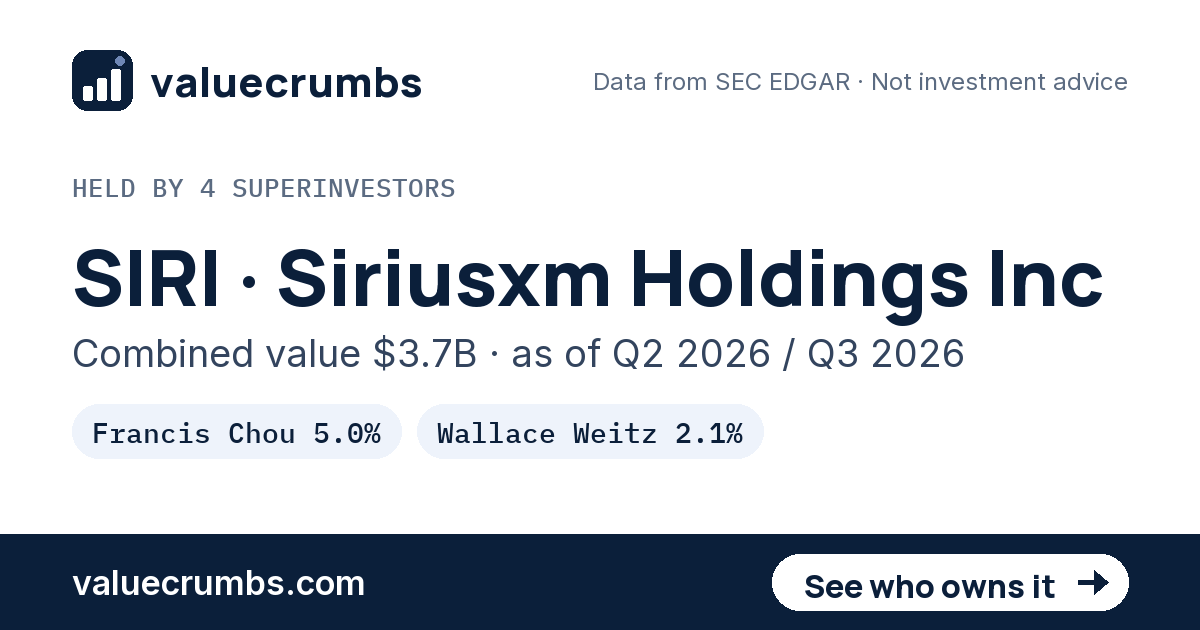 valuecrumbs
Data from SEC EDGAR · Not investment advice
HELD BY 4 SUPERINVESTORS
SIRI · Siriusxm Holdings Inc
Combined value $3.7B · as of Q2 2026 / Q3 2026
Francis Chou 5.0%
Wallace Weitz 2.1%
valuecrumbs.com
See who owns it →